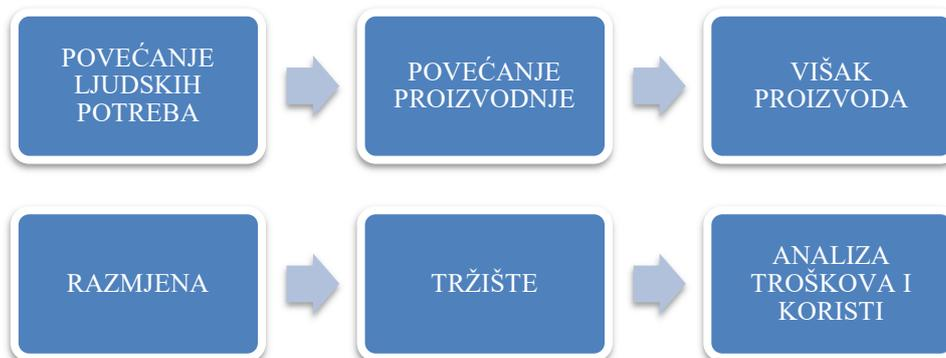 POVEĆANJE
LJUDSKIH
POTREBA
POVEĆANJE
PROIZVODNJE
VIŠAK
PROIZVODA
RAZMJENA
TRŽIŠTE
ANALIZA
TROŠKOVA I
KORISTI